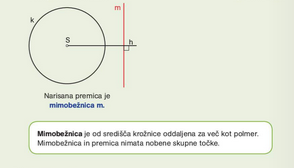 m
k
S
h
Narisana premica je
mimobežnica m.
Mimobežnica je od središča krožnice oddaljena za več kot polmer.
Mimobežnica in premica nimata nobene skupne točke.